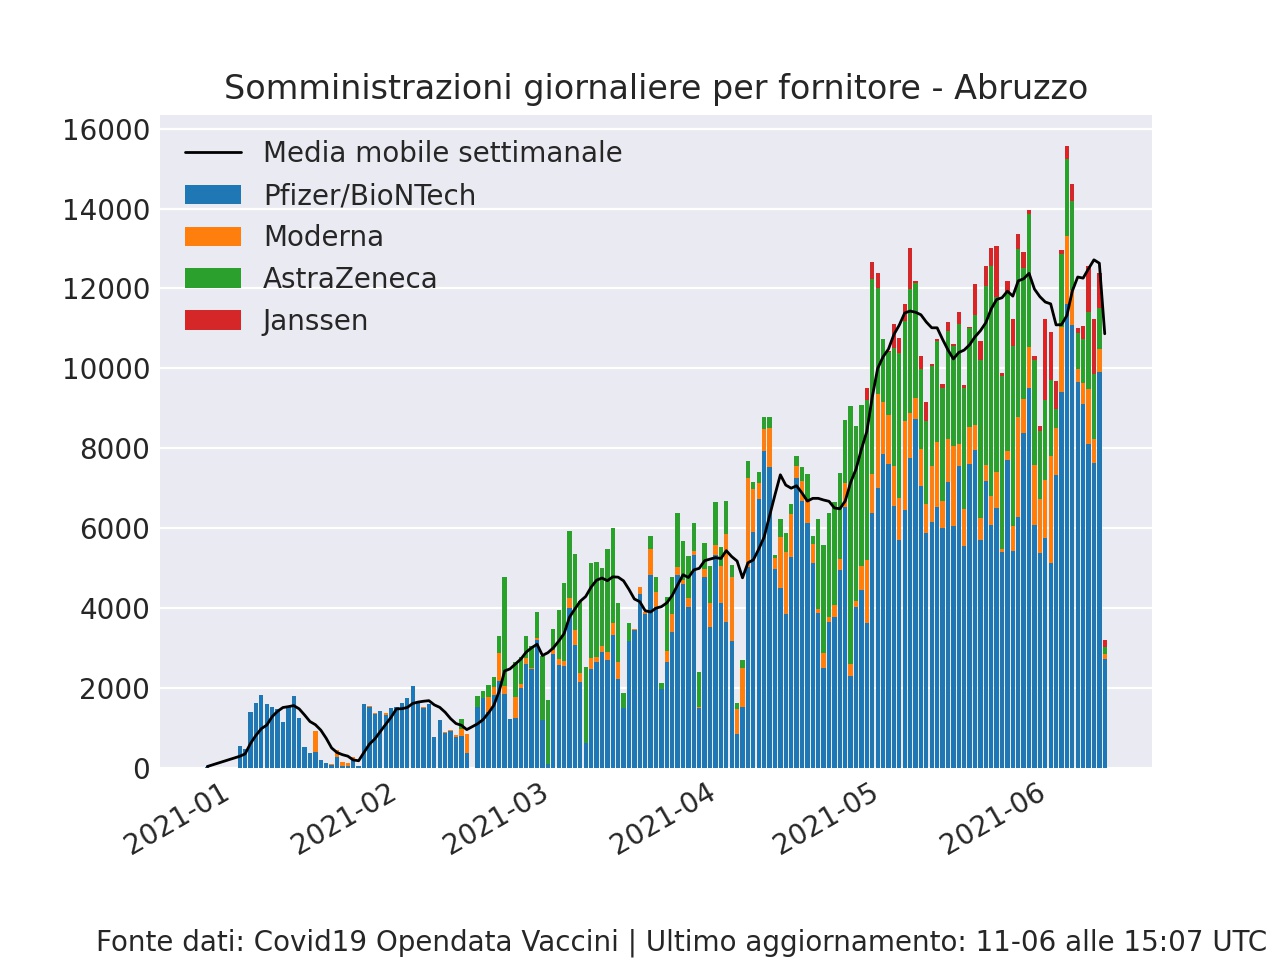 Somministrazioni giornaliere per fornitore - Abruzzo
16000
14000
12000
10000
8000
6000
4000
2000
0
Media mobile settimanale
Pfizer/BioNTech
Moderna
AstraZeneca
Janssen
2021-01
2021-02
2021-03
2021-04
2021-05
2021-06
Fonte dati: Covid19 Opendata Vaccini | Ultimo aggiornamento: 11-06 alle 15:07 UTC